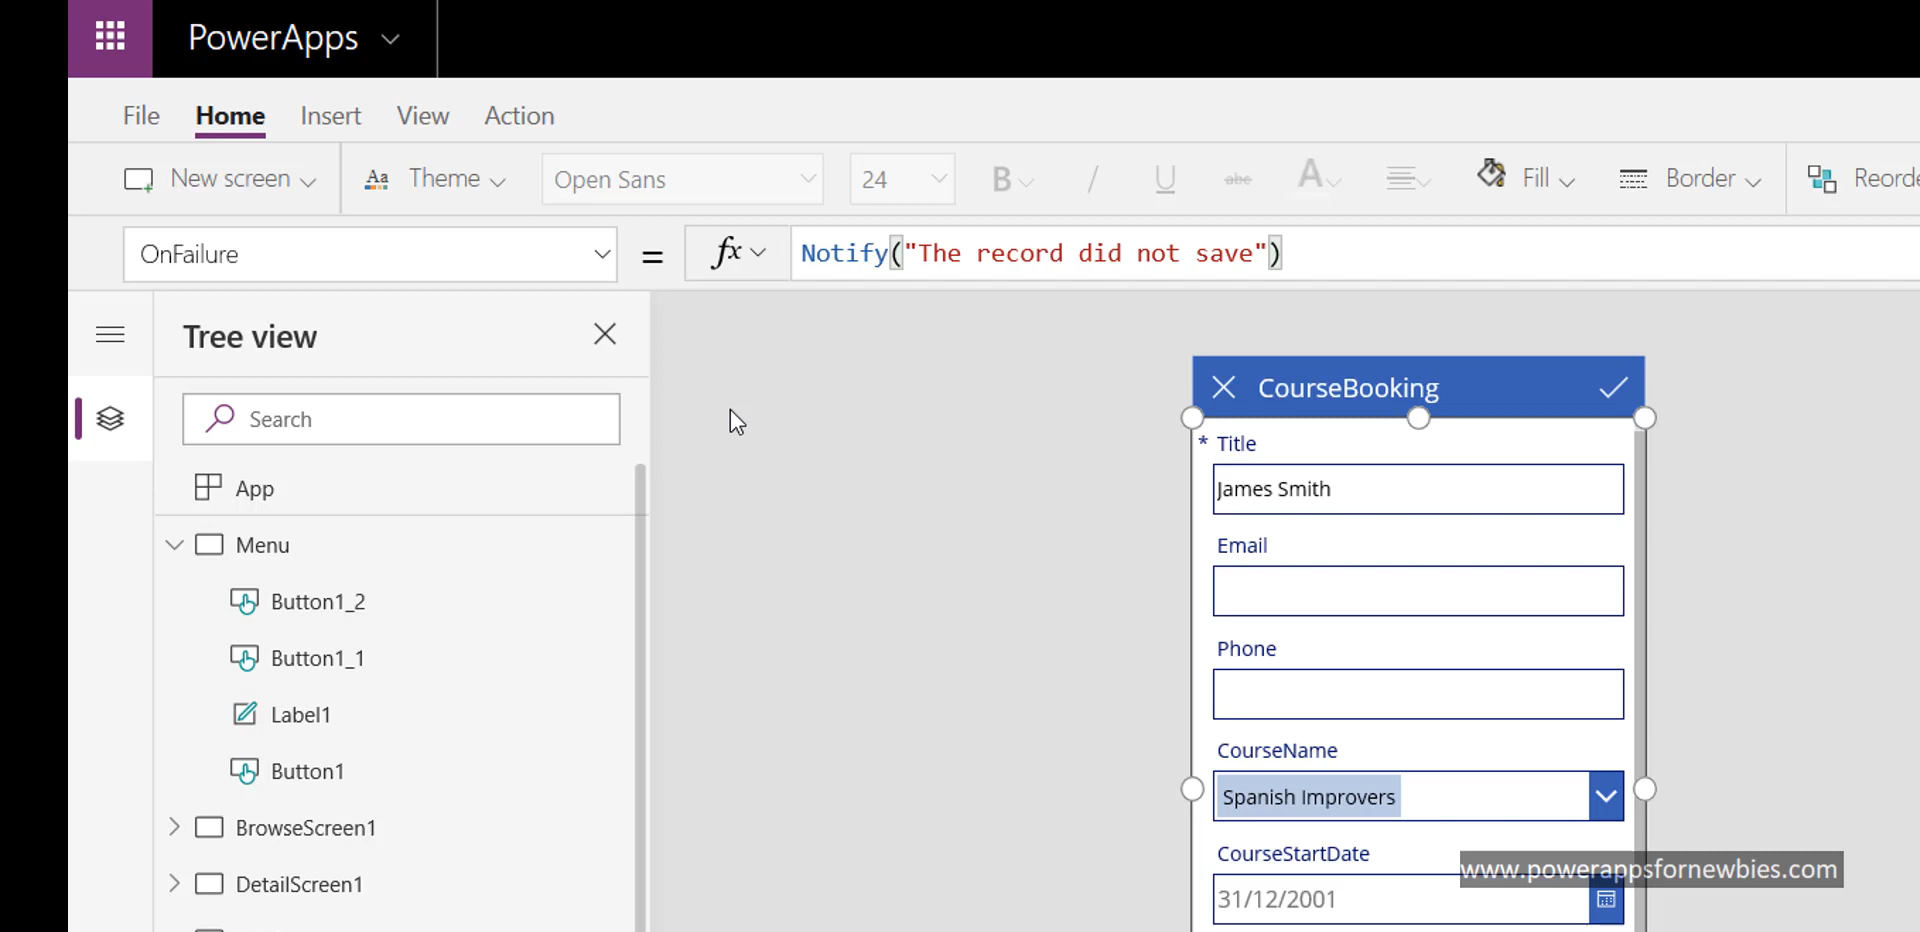 PowerApps
File Home Insert View Action
New screen Theme Open Sans 24 B / U abc A Fill Border
OnFailure = fx Notify("The record did not save")
Tree view
Search
App
Menu
Button1_2
Button1_1
Label1
Button1
BrowseScreen1
DetailScreen1
CourseBooking
* Title
James Smith
Email
Phone
CourseName
Spanish Improvers
CourseStartDate
31/12/2001
www.powerappsfornewbies.com